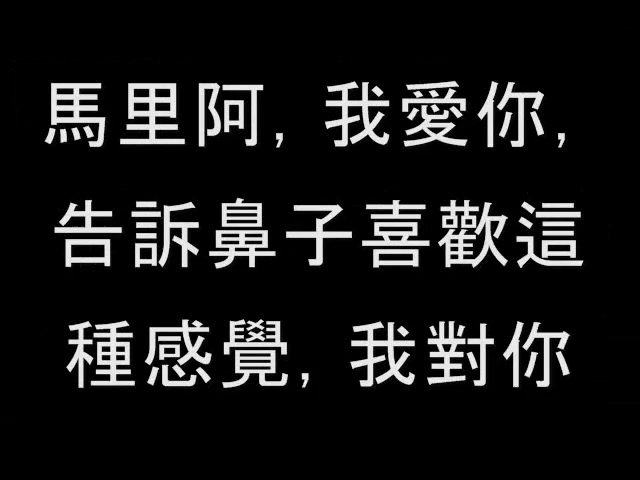 馬里阿, 我愛你,
告訴鼻子喜歡這
種感覺, 我對你